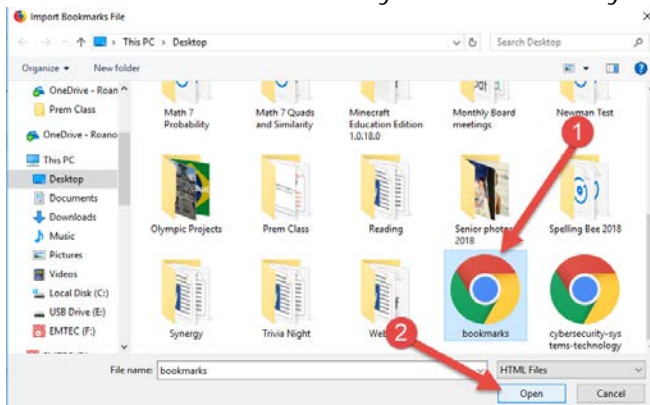 Import Bookmarks File
This PC > Desktop
Search Desktop
Organize
New folder
OneDrive - Roan
Prem Class
OneDrive - Roano
This PC
Desktop
Documents
Downloads
Music
Pictures
Videos
Local Disk (C:)
USB Drive (E:)
EMTEC (F:)
Math 7
Probability
Math 7 Quads
and Similarity
Minecraft
Education Edition
1.0.18.0
Monthly Board
meetings
Newman Test
1
Olympic Projects
Prem Class
Reading
Senior photos
2018
Spelling Bee 2018
Synergy
Trivia Night
Web
2
bookmarks
cybersecurity-sys
tems-technology
File name:
bookmarks
HTML Files
Open
Cancel